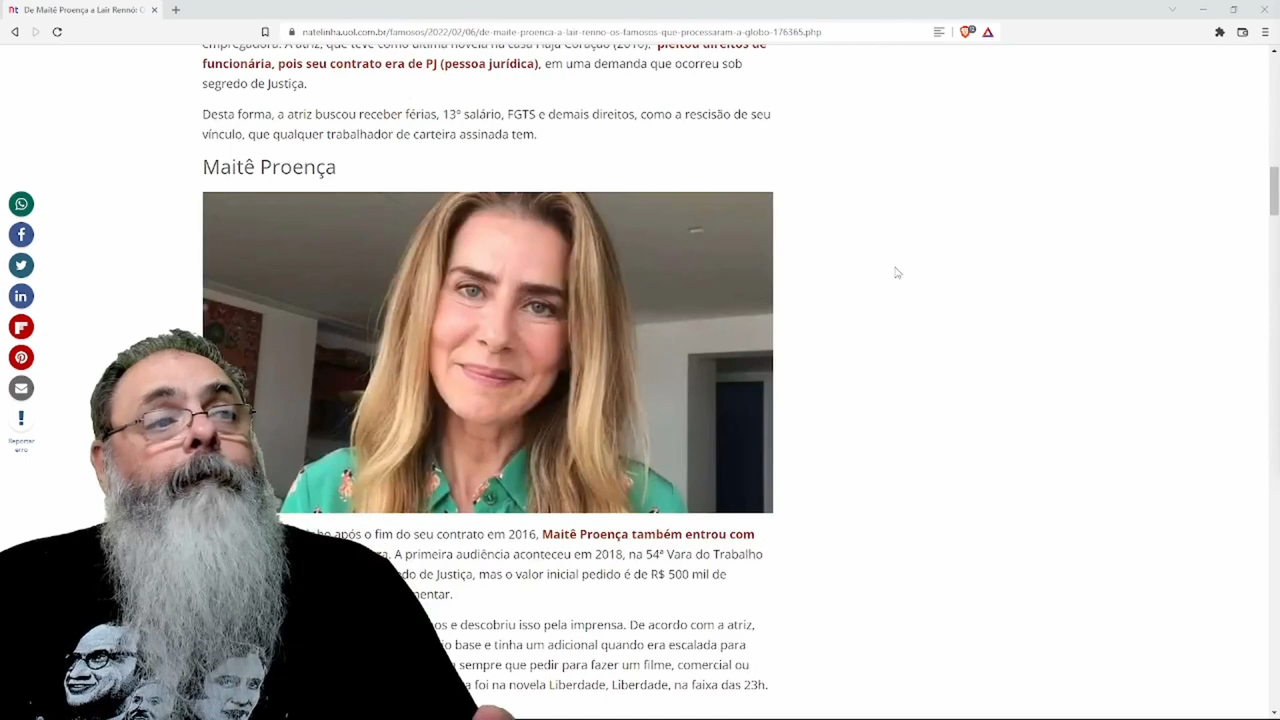 De Maitê Proença a Lair Rennó: O
natelinha.uol.com.br/famosos/2022/02/06/de-maite-proenca-a-lair-renno-os-famosos-que-processaram-a-globo-176365.php
empregadora. A atriz, que teve como última novela na casa Haja Coração (2016), pleitou direitos de
funcionária, pois seu contrato era de PJ (pessoa jurídica), em uma demanda que ocorreu sob
segredo de Justiça.
Desta forma, a atriz buscou receber férias, 13º salário, FGTS e demais direitos, como a rescisão de seu
vínculo, que qualquer trabalhador de carteira assinada tem.
Maitê Proença
Reportar
erro
após o fim do seu contrato em 2016, Maitê Proença também entrou com
A primeira audiência aconteceu em 2018, na 54ª Vara do Trabalho
de Justiça, mas o valor inicial pedido é de R$ 500 mil de
os e descobriu isso pela imprensa. De acordo com a atriz,
base e tinha um adicional quando era escalada para
sempre que pedir para fazer um filme, comercial ou
foi na novela Liberdade, Liberdade, na faixa das 23h.